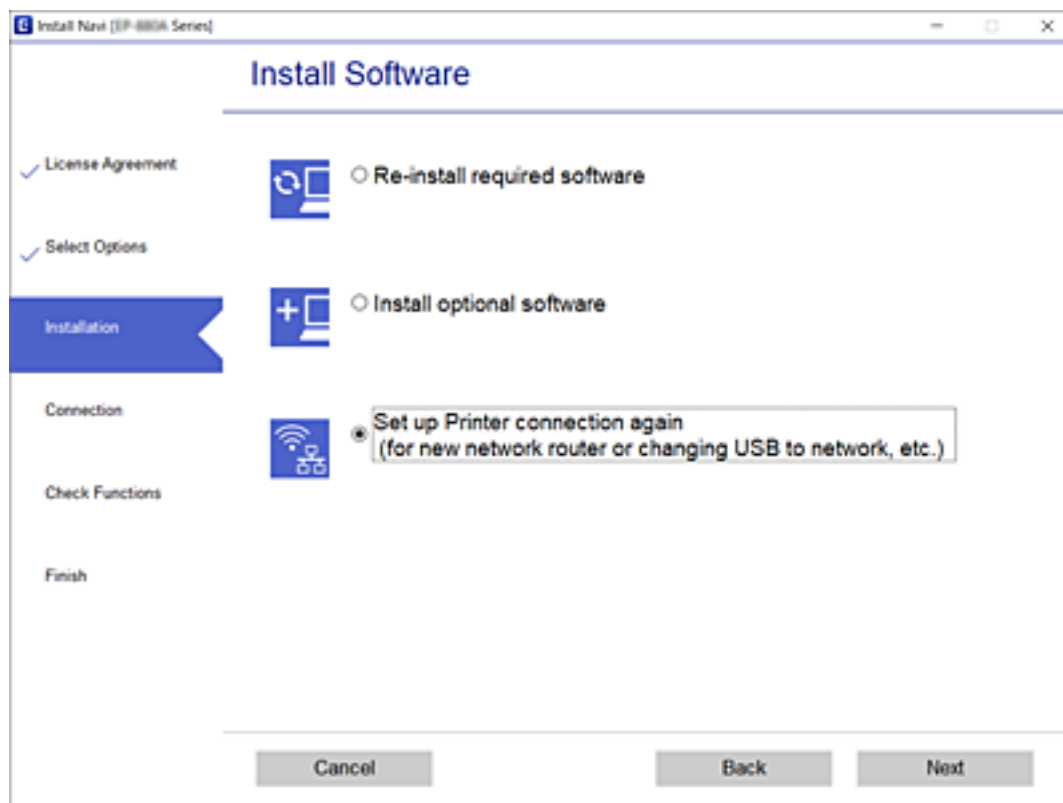 Install Navi [EP-880A Series]
Install Software
License Agreement
Select Options
Installation
Connection
Check Functions
Finish
Re-install required software
Install optional software
Set up Printer connection again
(for new network router or changing USB to network, etc.)
Cancel
Back
Next